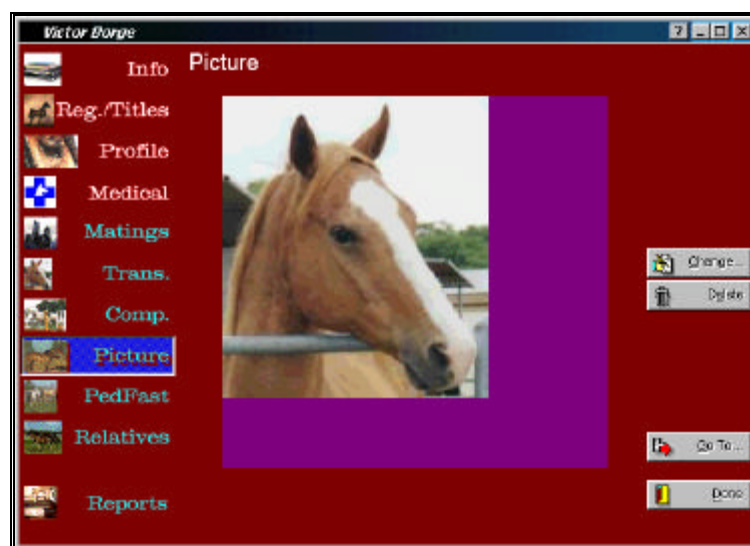 Victor Borge
Picture
Info
Reg./Titles
Profile
Medical
Matings
Trans.
Comp.
Picture
PedFast
Relatives
Reports
Change...
Delete
Go To...
Done